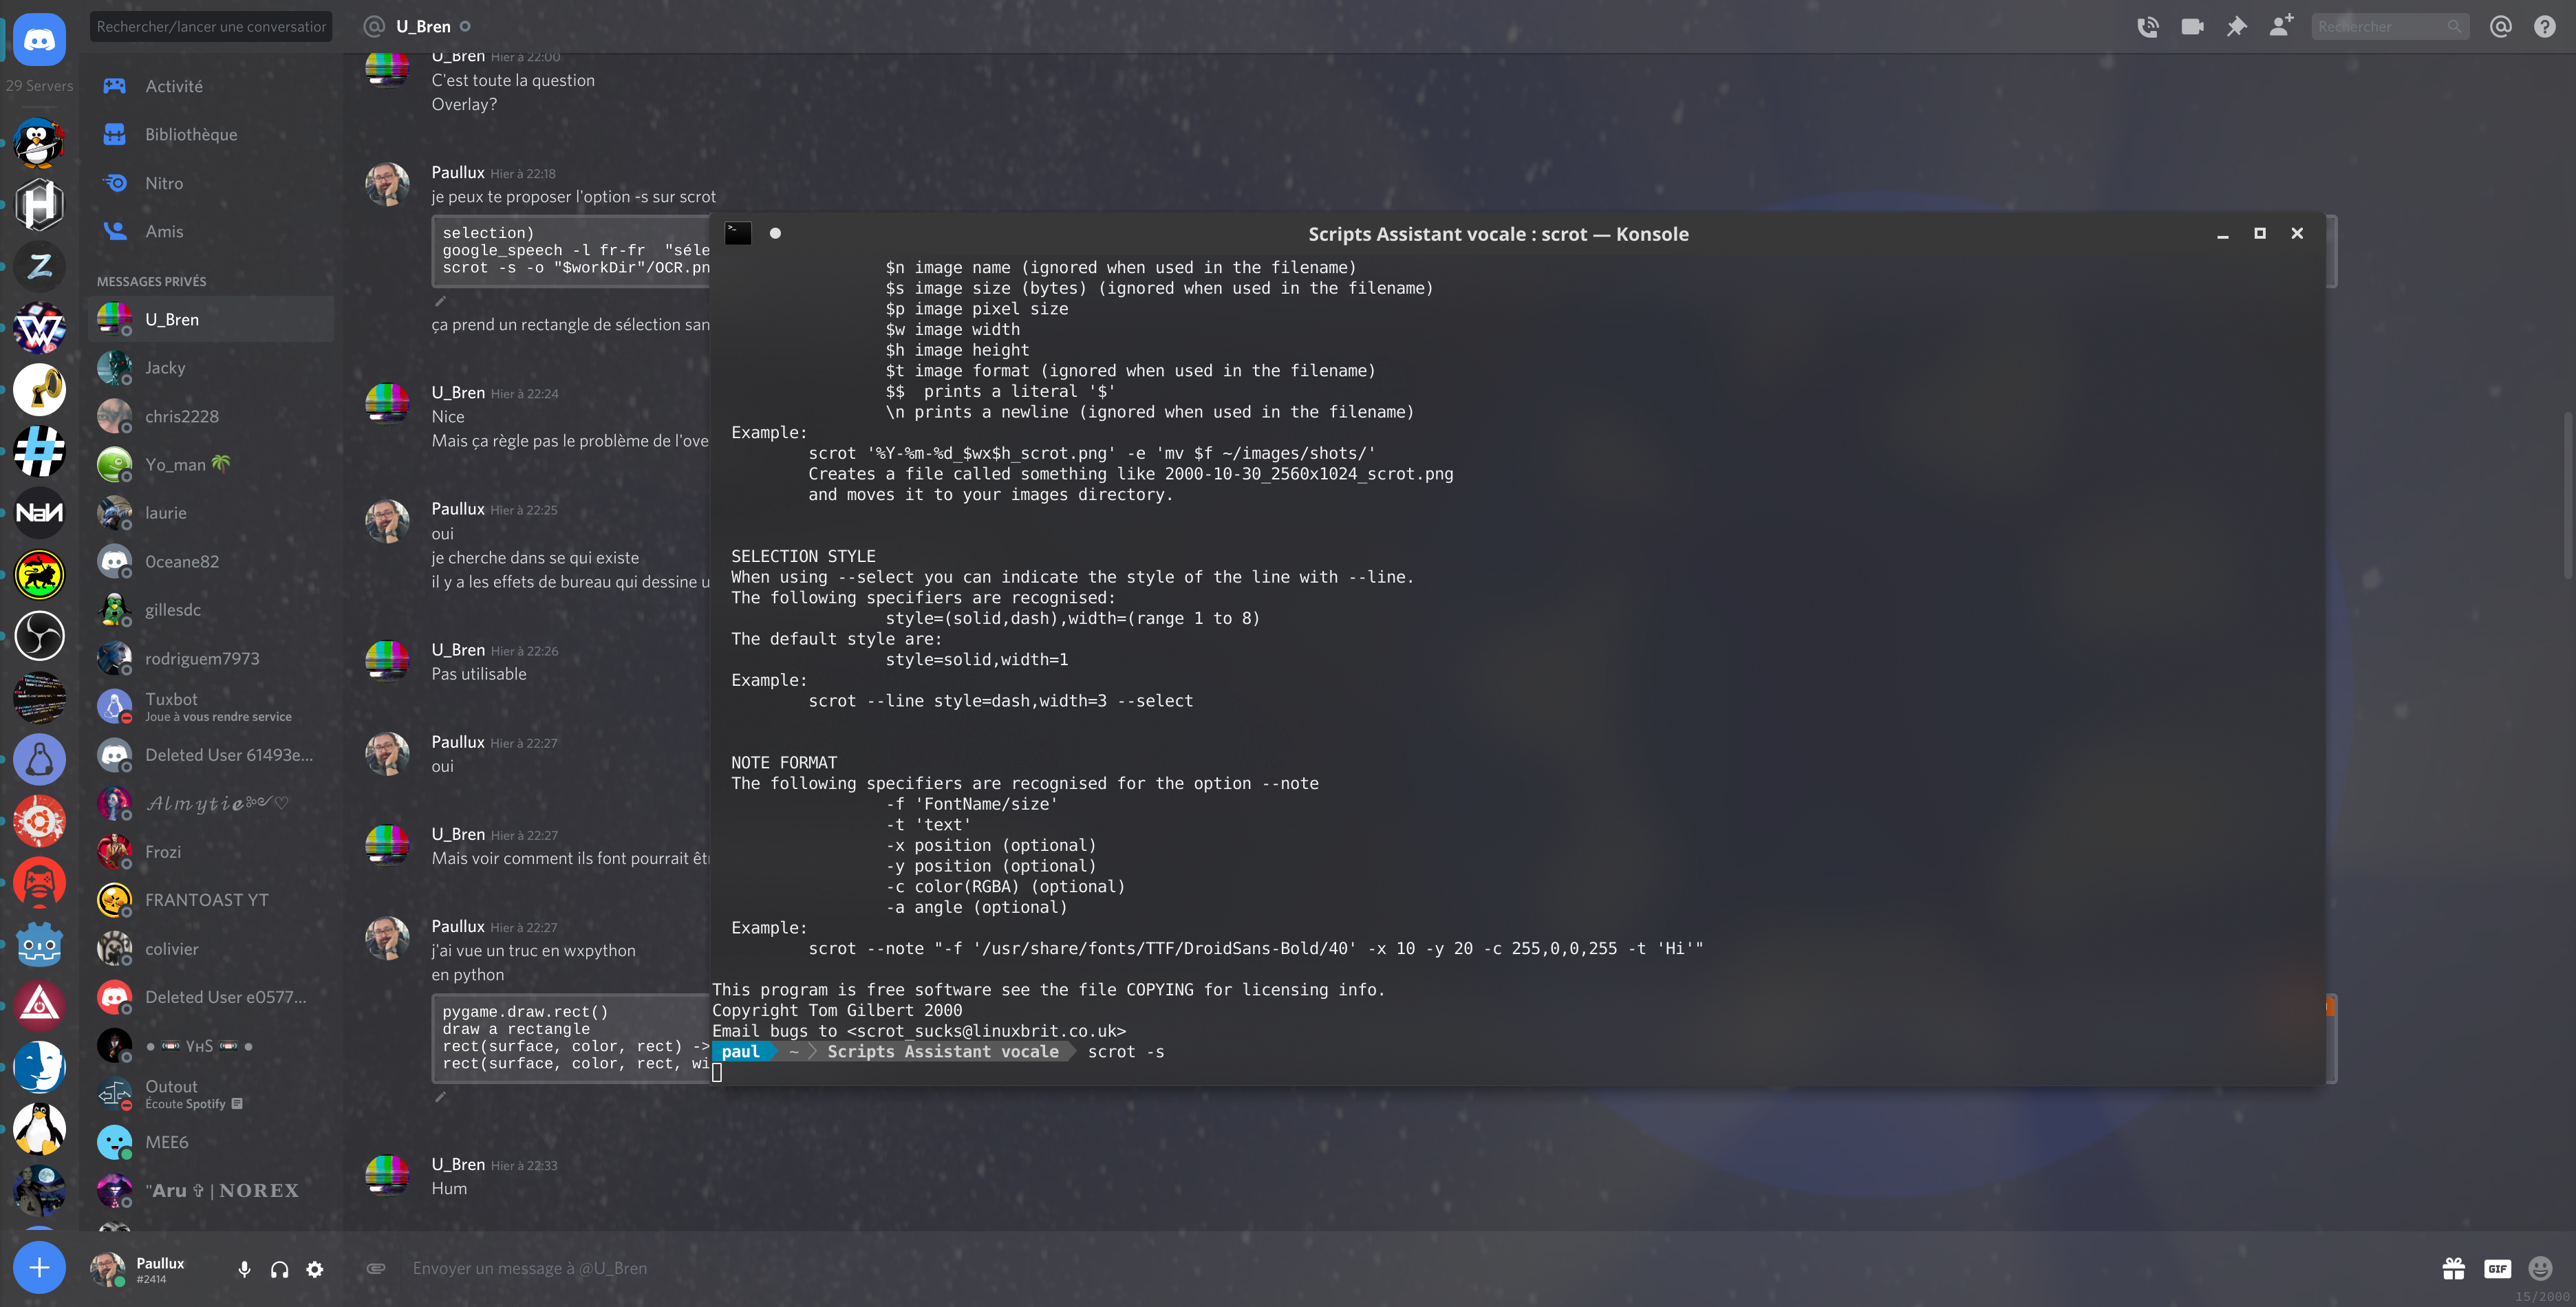 Rechercher/lancer une conversation
29 Servers
Activité
Bibliothèque
Nitro
Amis
MESSAGES PRIVÉS
U_Bren
Jacky
chris2228
Yo_man
laurie
0ceane82
gillesdc
rodriguem7973
Tuxbot
Joue à vous rendre service
Deleted User 61493e...
Almytie
● YHS ●
Frozi
FRANTOAST YT
colivier
Deleted User e0577...
Outout
Écoute Spotify
MEE6
"Aru ✞ | NOREX
NaN
Paullux
#2414
@ U_Bren
Rechercher
U_Bren Hier à 22:00
C'est toute la question
Overlay?
Paullux Hier à 22:18
je peux te proposer l'option -s sur scrot
selection)
google_speech -l fr-fr "séle
scrot -s -o "$workDir"/OCR.pn
ça prend un rectangle de sélection san
U_Bren Hier à 22:24
Nice
Mais ça règle pas le problème de l'ove
Paullux Hier à 22:25
oui
je cherche dans se qui existe
il y a les effets de bureau qui dessine u
U_Bren Hier à 22:26
Pas utilisable
Paullux Hier à 22:27
oui
U_Bren Hier à 22:27
Mais voir comment ils font pourrait êt
Paullux Hier à 22:27
j'ai vue un truc en wxpython
en python
pygame.draw.rect()
draw a rectangle
rect(surface, color, rect) ->
rect(surface, color, rect, wi
U_Bren Hier à 22:33
Hum
Envoyer un message à @U_Bren
GIF
15/2000
Scripts Assistant vocale : scrot — Konsole
$n image name (ignored when used in the filename)
$s image size (bytes) (ignored when used in the filename)
$p image pixel size
$w image width
$h image height
$t image format (ignored when used in the filename)
$$  prints a literal '$'
\n prints a newline (ignored when used in the filename)
Example:
scrot '%Y-%m-%d_$wx$h_scrot.png' -e 'mv $f ~/images/shots/'
Creates a file called something like 2000-10-30_2560x1024_scrot.png
and moves it to your images directory.
SELECTION STYLE
When using --select you can indicate the style of the line with --line.
The following specifiers are recognised:
style=(solid,dash),width=(range 1 to 8)
The default style are:
style=solid,width=1
Example:
scrot --line style=dash,width=3 --select
NOTE FORMAT
The following specifiers are recognised for the option --note
-f 'FontName/size'
-t 'text'
-x position (optional)
-y position (optional)
-c color(RGBA) (optional)
-a angle (optional)
Example:
scrot --note "-f '/usr/share/fonts/TTF/DroidSans-Bold/40' -x 10 -y 20 -c 255,0,0,255 -t 'Hi'"
This program is free software see the file COPYING for licensing info.
Copyright Tom Gilbert 2000
Email bugs to <scrot_sucks@linuxbrit.co.uk>
paul ~ Scripts Assistant vocale scrot -s